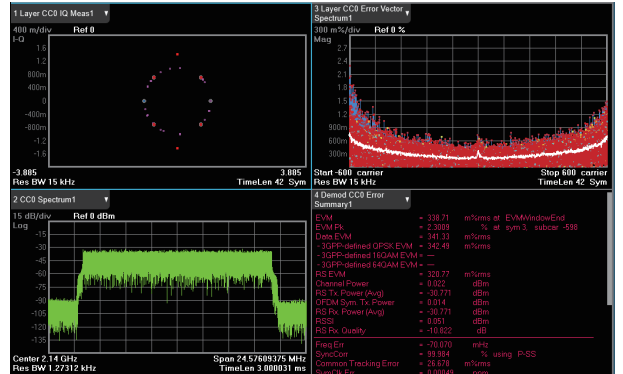 1 Layer CC0 IQ Meas1
400 m/div Ref 0
I-Q
1.6
1.2
800m
400m
0
-400m
-800m
-1.2
-1.6
-3.885 3.885
Res BW 15 kHz TimeLen 42 Sym
3 Layer CC0 Error Vector
Spectrum1
300 m%/div Ref 0 %
Mag
2.7
2.4
2.1
1.8
1.5
1.2
900m
600m
300m
Start -600 carrier Stop 600 carrier
Res BW 15 kHz TimeLen 42 Sym
2 CC0 Spectrum1
15 dB/div Ref 0 dBm
Log
-15
-30
-45
-60
-75
-90
-105
-120
-135
Center 2.14 GHz Span 24.57609375 MHz
Res BW 1.27312 kHz TimeLen 3.000031 ms
4 Demod CC0 Error
Summary1
EVM = 338.71 m%rms at EVMWindowEnd
EVM Pk = 2.3009 % at sym 3, subcar -598
Data EVM = 341.33 m%rms
-3GPP-defined QPSK EVM = 342.49 m%rms
-3GPP-defined 16QAM EVM = —
-3GPP-defined 64QAM EVM = —
RS EVM = 320.77 m%rms
Channel Power = 0.022 dBm
RS Tx. Power (Avg) = -30.771 dBm
OFDM Sym. Tx. Power = 0.014 dBm
RS Rx. Power (Avg) = -30.771 dBm
RSSI = 0.051 dBm
RS Rx. Quality = -10.822 dB
Freq Err = -70.070 mHz
SyncCorr = 99.984 % using P-SS
Common Tracking Error = 26.678 m%rms
SymClk Err = 0.00049 ppm